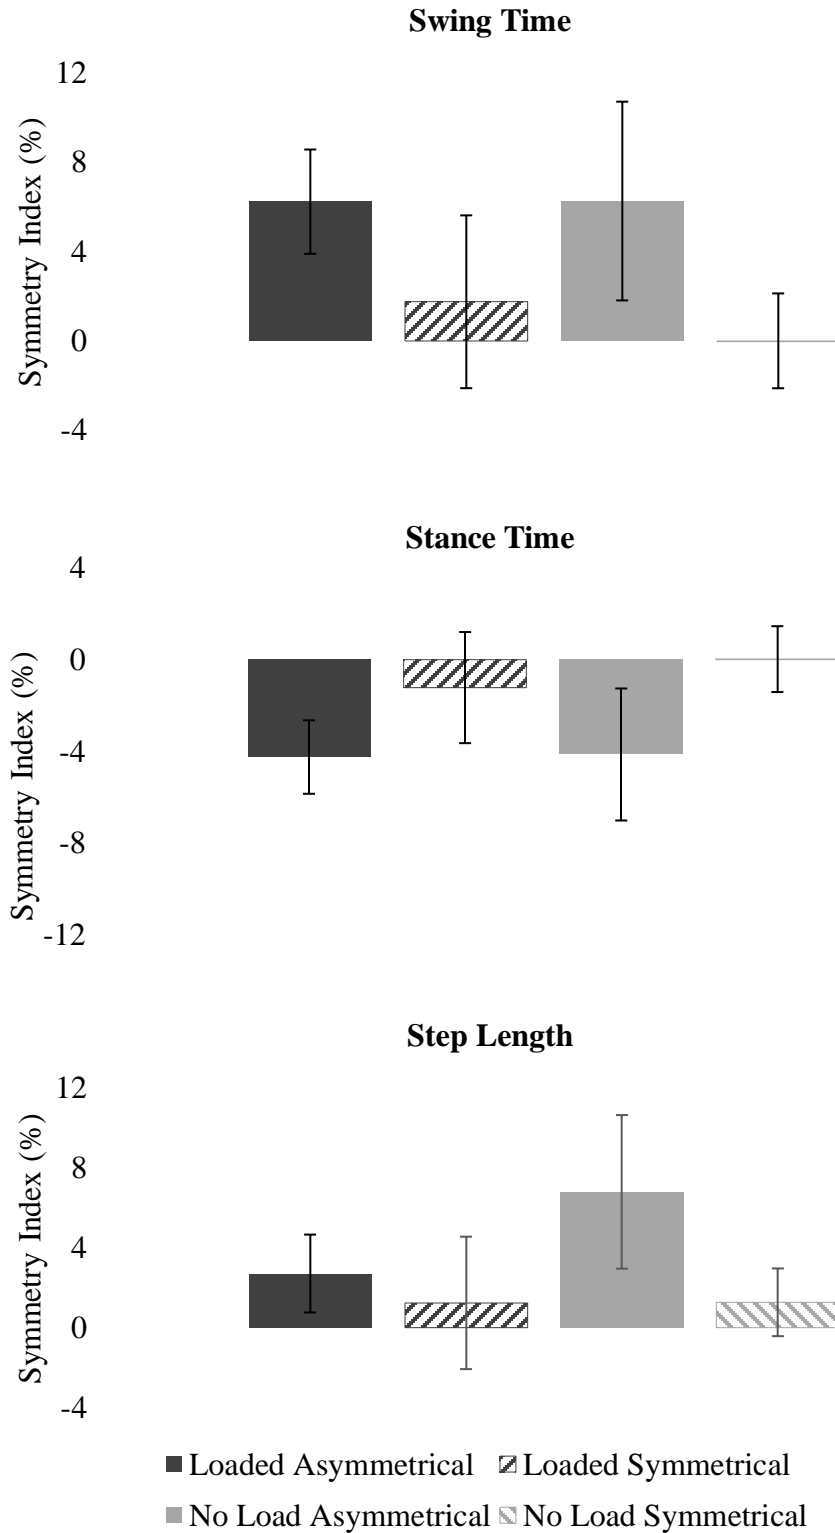 Swing Time
12
8
4
0
-4
Symmetry Index (%)
Stance Time
4
0
-4
-8
-12
Symmetry Index (%)
Step Length
12
8
4
0
-4
Symmetry Index (%)
Loaded Asymmetrical Loaded Symmetrical
No Load Asymmetrical No Load Symmetrical